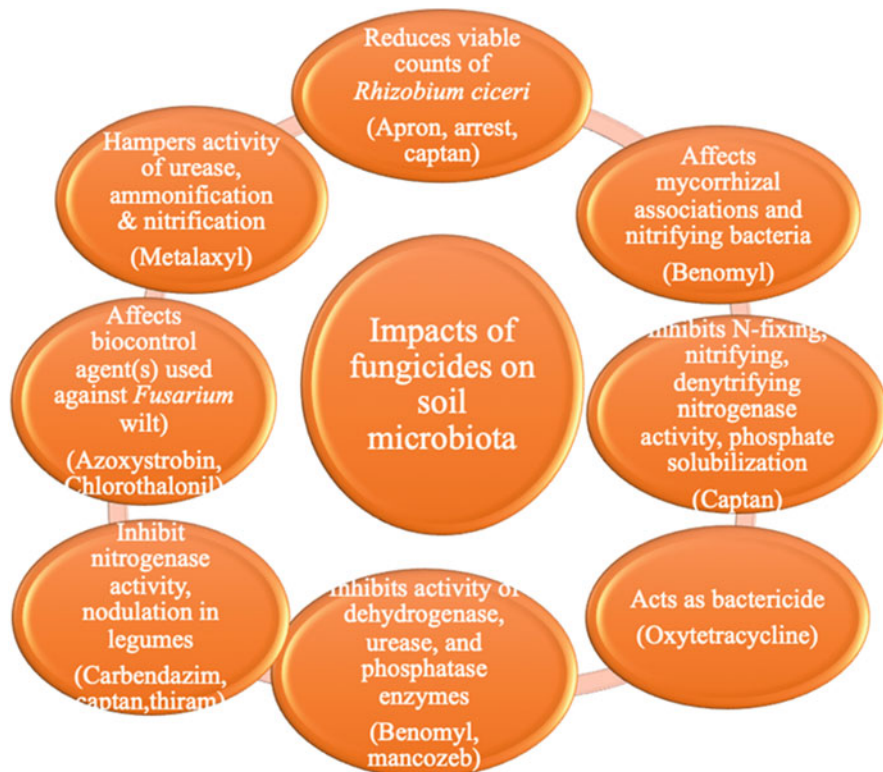 Reduces viable
counts of
Rhizobium ciceri
(Apron, arrest,
captan)
Affects
mycorrhizal
associations and
nitrifying bacteria
(Benomyl)
Inhibits N-fixing,
nitrifying,
denytrifying
nitrogenase
activity, phosphate
solubilization
(Captan)
Acts as bactericide
(Oxytetracycline)
Inhibits activity of
dehydrogenase,
urease, and
phosphatase
enzymes
(Benomyl,
mancozeb)
Inhibit
nitrogenase
activity,
nodulation in
legumes
(Carbendazim,
captan,thiram)
Affects
biocontrol
agent(s) used
against Fusarium
wilt)
(Azoxystrobin,
Chlorothalonil)
Hampers activity
of urease,
ammonification
& nitrification
(Metalaxyl)
Impacts of
fungicides on
soil
microbiota